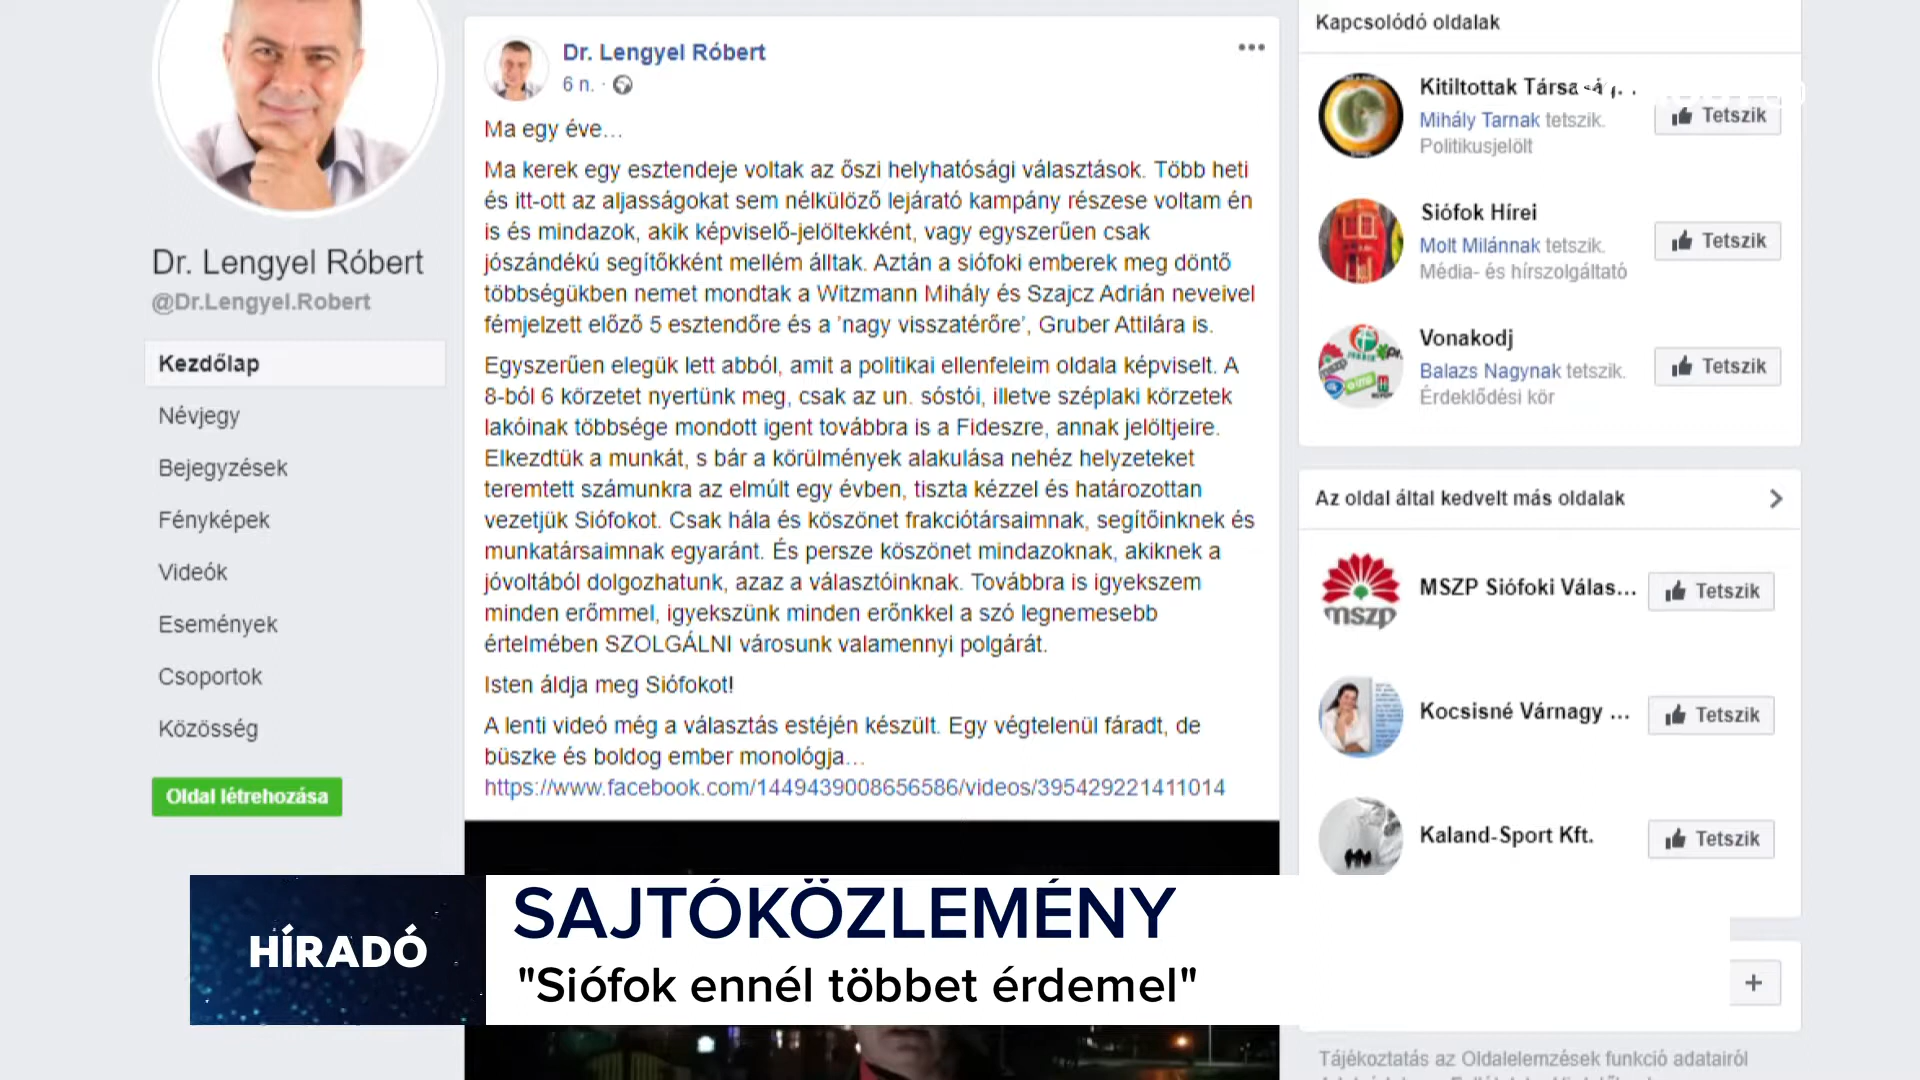 Dr. Lengyel Róbert
@Dr.Lengyel.Robert
Kezdőlap
Névjegy
Bejegyzések
Fényképek
Videók
Események
Csoportok
Közösség
Oldal létrehozása
Dr. Lengyel Róbert
6 n. ·
Ma egy éve...
Ma kerek egy esztendeje voltak az őszi helyhatósági választások. Több heti
és itt-ott az aljasságokat sem nélkülöző lejárató kampány részese voltam én
is és mindazok, akik képviselő-jelöltekként, vagy egyszerűen csak
jószándékú segítőkként mellém álltak. Aztán a siófoki emberek meg döntő
többségükben nemet mondtak a Witzmann Mihály és Szajcz Adrián neveivel
fémjelzett előző 5 esztendőre és a 'nagy visszatérőre', Gruber Attilára is.
Egyszerűen elegük lett abból, amit a politikai ellenfeleim oldala képviselt. A
8-ból 6 körzetet nyertünk meg, csak az un. sóstói, illetve széplaki körzetek
lakóinak többsége mondott igent továbbra is a Fideszre, annak jelöltjeire.
Elkezdtük a munkát, s bár a körülmények alakulása nehéz helyzeteket
teremtett számunkra az elmúlt egy évben, tiszta kézzel és határozottan
vezetjük Siófokot. Csak hála és köszönet frakciótársaimnak, segítőinknek és
munkatársaimnak egyaránt. És persze köszönet mindazoknak, akiknek a
jóvoltából dolgozhatunk, azaz a választóinknak. Továbbra is igyekszem
minden erőmmel, igyekszünk minden erőnkkel a szó legnemesebb
értelmében SZOLGÁLNI városunk valamennyi polgárát.
Isten áldja meg Siófokot!
A lenti videó még a választás estéjén készült. Egy végtelenül fáradt, de
büszke és boldog ember monológja...
https://www.facebook.com/1449439008656586/videos/395429221411014
Kapcsolódó oldalak
Kitiltottak
Mihály Tarnak tetszik.
Politikusjelölt
Tetszik
Siófok Hírei
Molt Milánnak tetszik.
Média- és hírszolgáltató
Tetszik
Vonakodj
Balazs Nagynak tetszik.
Érdeklődési kör
Tetszik
Az oldal által kedvelt más oldalak
mszp
MSZP Siófoki Válas...
Tetszik
Kocsisné Várnagy ...
Tetszik
Kaland-Sport Kft.
Tetszik
+
Tájékoztatás az Oldalelemzések funkció adatairól
HÍRADÓ
SAJTÓKÖZLEMÉNY
"Siófok ennél többet érdemel"